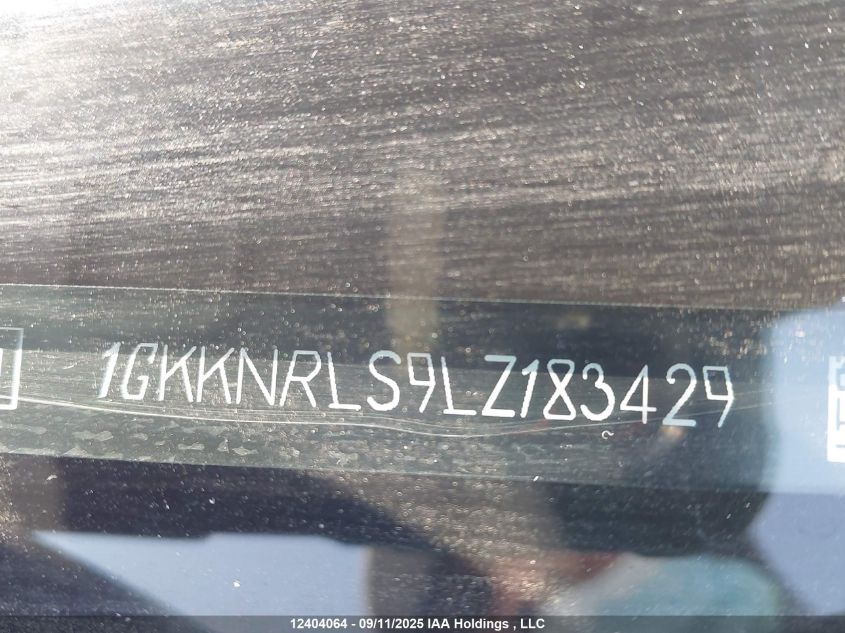 1GKKNRLS9LZ183429
12404064 - 09/11/2025 IAA Holdings , LLC